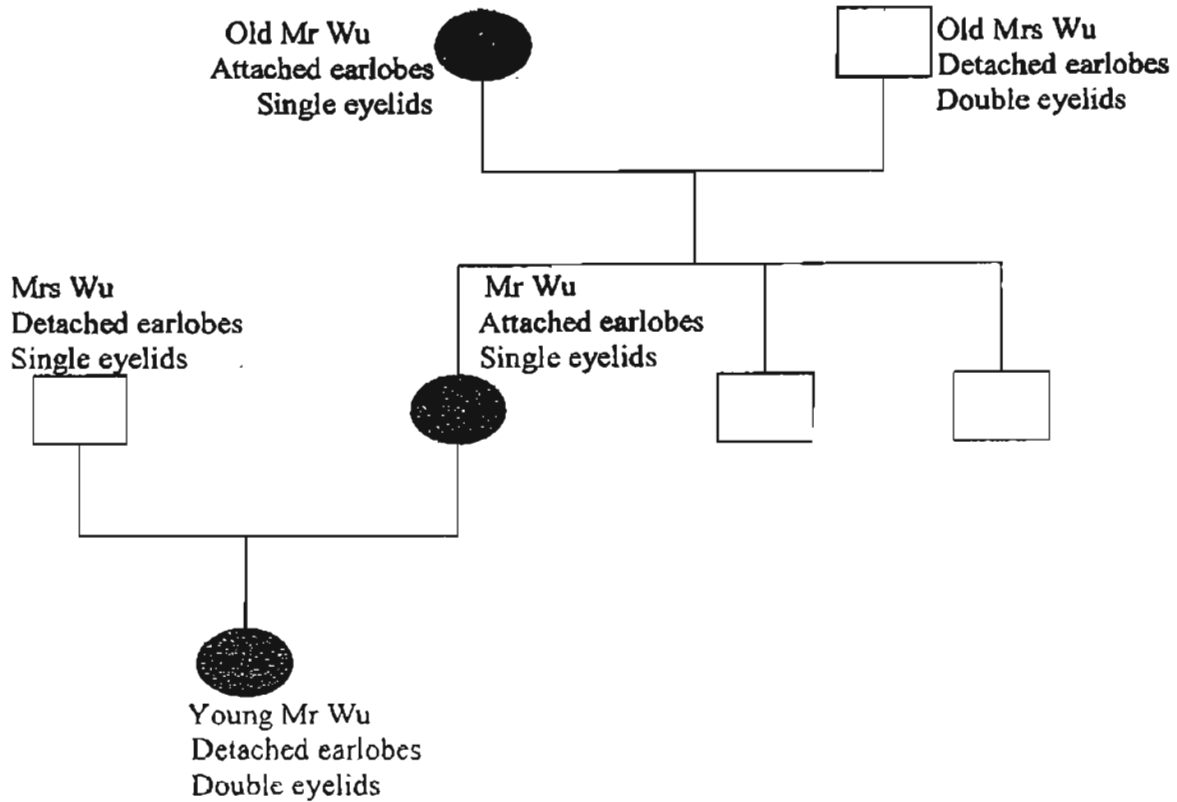 Old Mr Wu
Attached earlobes
Single eyelids
Old Mrs Wu
Detached earlobes
Double eyelids
Mrs Wu
Detached earlobes
Single eyelids
Mr Wu
Attached earlobes
Single eyelids
Young Mr Wu
Detached earlobes
Double eyelids